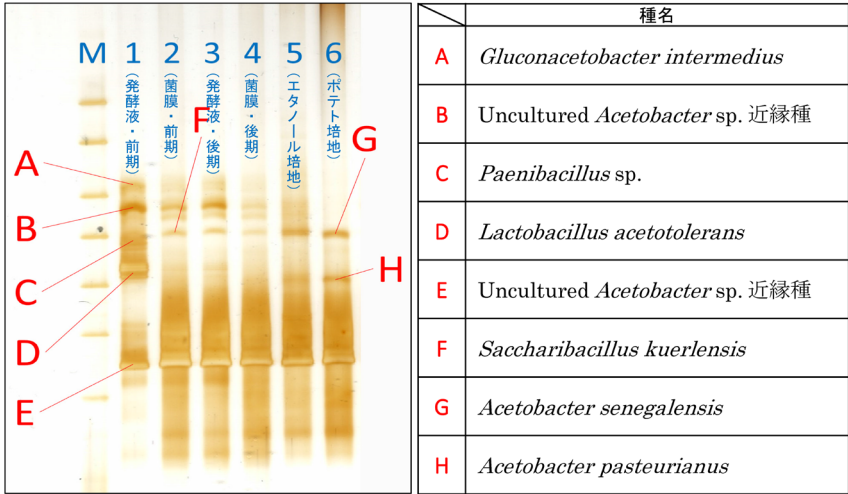 M 1 2 3 4 5 6
(発酵液・前期)
(菌膜・前期)
(発酵液・後期)
(菌膜・後期)
(エタノール培地)
(ポテト培地)
F
G
A
B
H
C
D
E
種名
A Gluconacetobacter intermedius
B Uncultured Acetobacter sp. 近縁種
C Paenibacillus sp.
D Lactobacillus acetotolerans
E Uncultured Acetobacter sp. 近縁種
F Saccharibacillus kuerlensis
G Acetobacter senegalensis
H Acetobacter pasteurianus